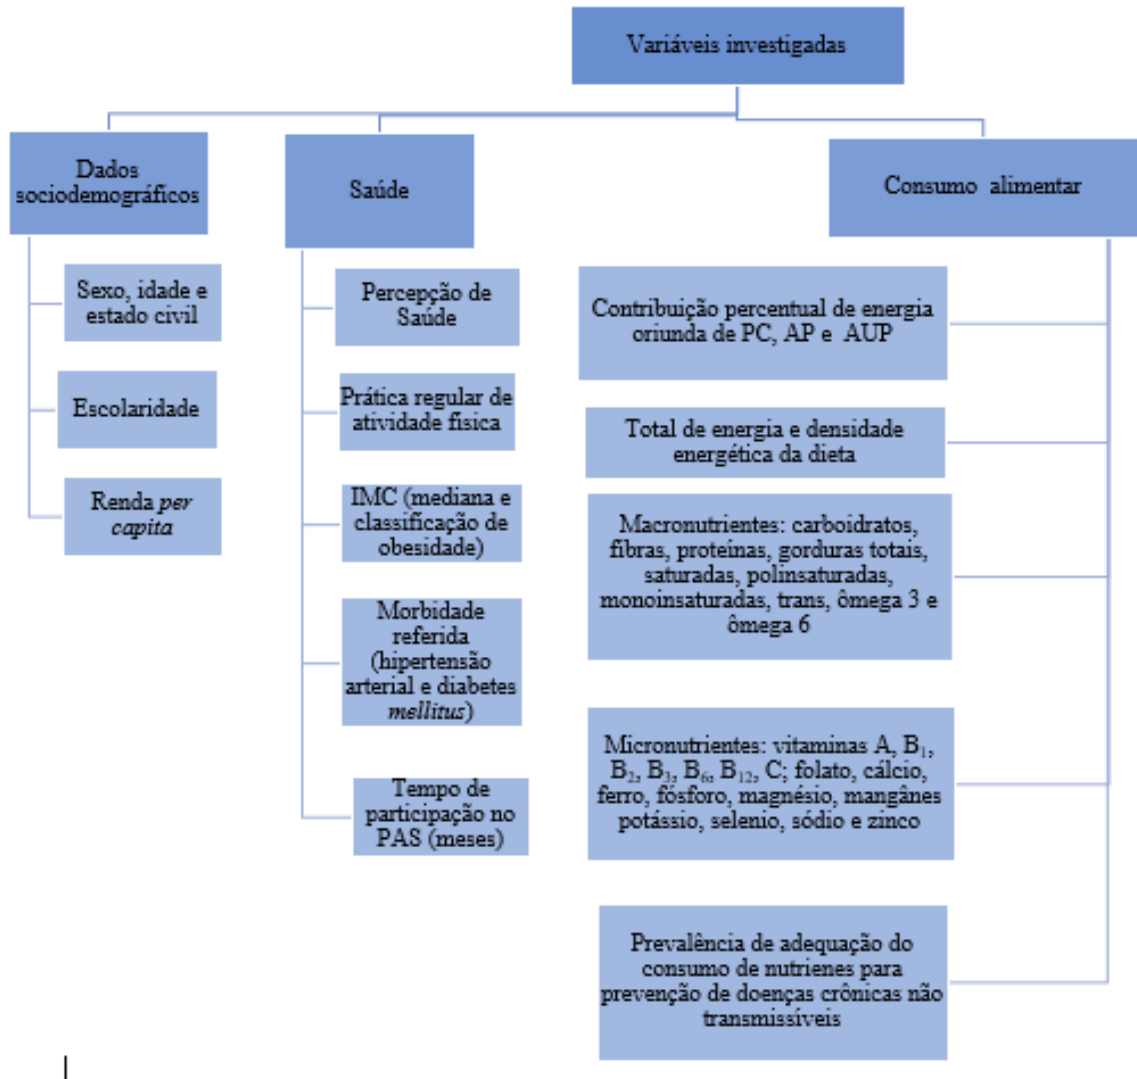 Variáveis investigadas
Dados
sociodemográficos
Sexo, idade e
estado civil
Escolaridade
Renda per
capita
Saúde
Percepção de
Saúde
Prática regular de
atividade física
IMC (mediana e
classificação de
obesidade)
Morbidade
referida
(hipertensão
arterial e diabetes
mellitus)
Tempo de
participação no
PAS (meses)
Consumo alimentar
Contribuição percentual de energia
oriunda de PC, AP e AUP
Total de energia e densidade
energética da dieta
Macronutrientes: carboidratos,
fibras, proteínas, gorduras totais,
saturadas, polinsaturadas,
monoinsaturadas, trans, ômega 3 e
ômega 6
Micronutrientes: vitaminas A, B₁,
B₂, B₃, B₆, B₁₂, C; folato, cálcio,
ferro, fósforo, magnésio, mangânes
potássio, selenio, sódio e zinco
Prevalência de adequação do
consumo de nutrienes para
prevenção de doenças crônicas não
transmissíveis